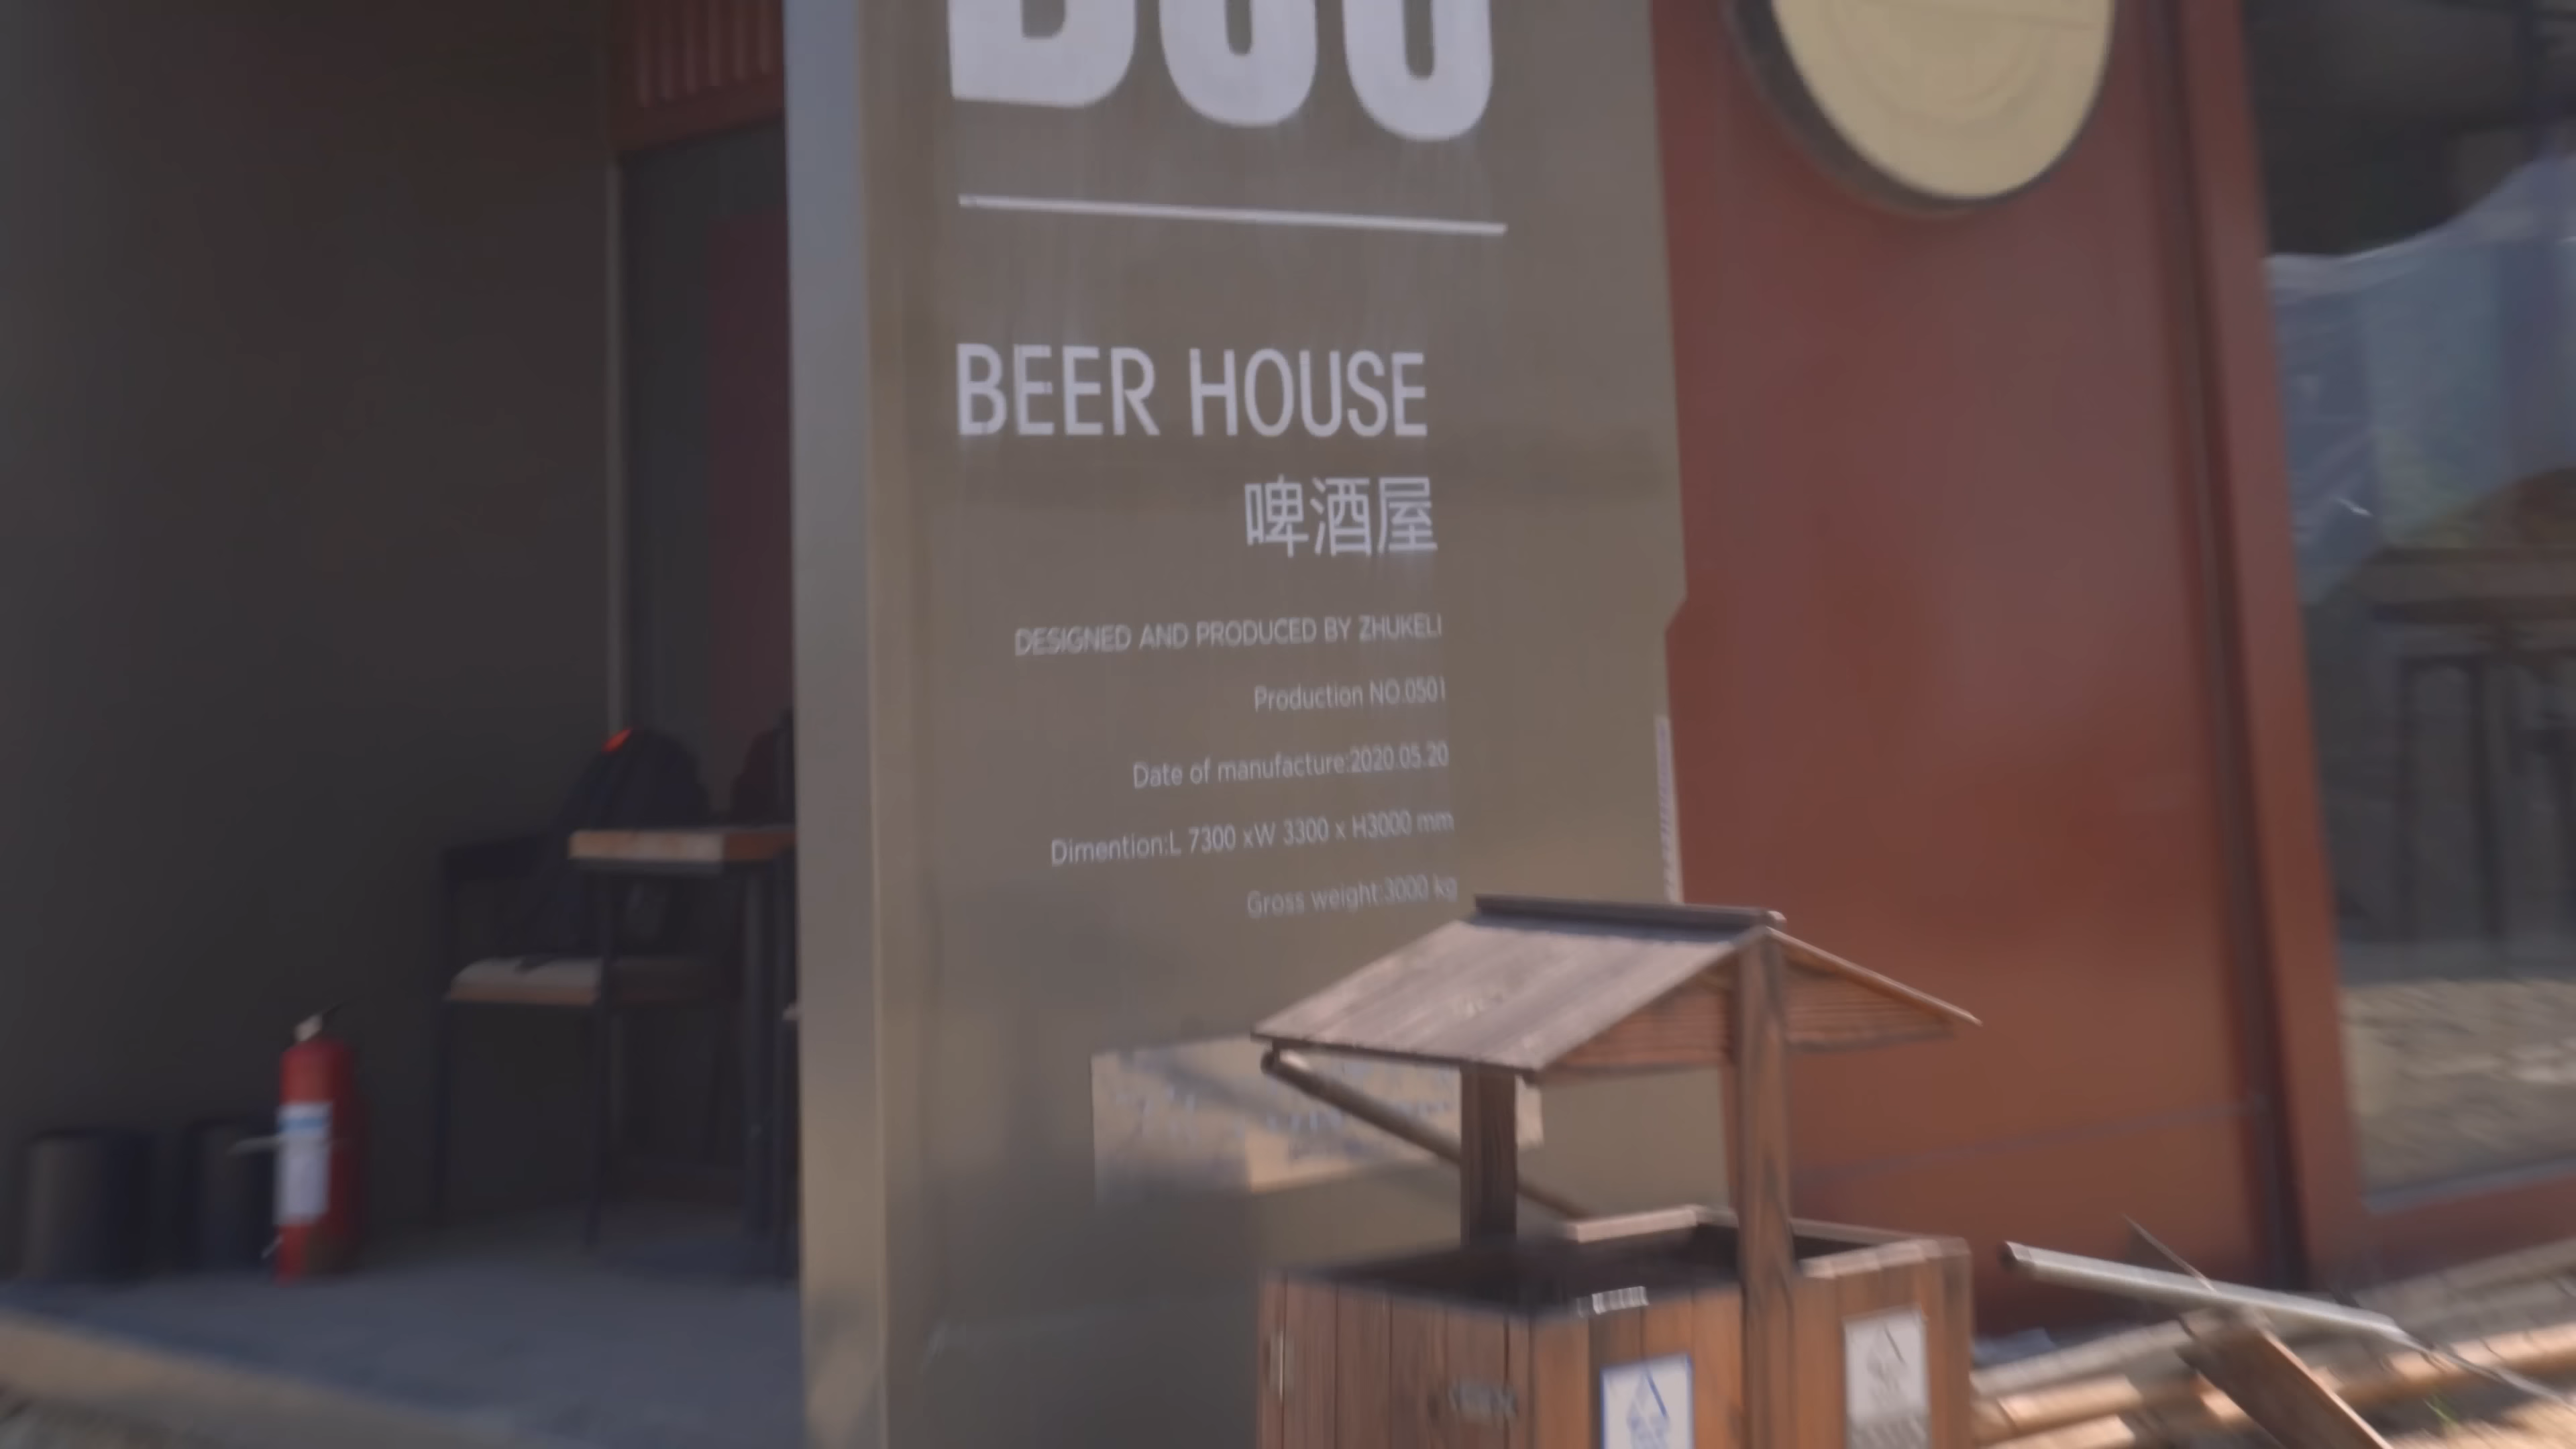 BEER HOUSE
啤酒屋
DESIGNED AND PRODUCED BY ZHUKELI
Production NO.0501
Date of manufacture:2020.05.20
Dimention:L 7300 xW 3300 x H3000 mm
Gross weight:3000 kg